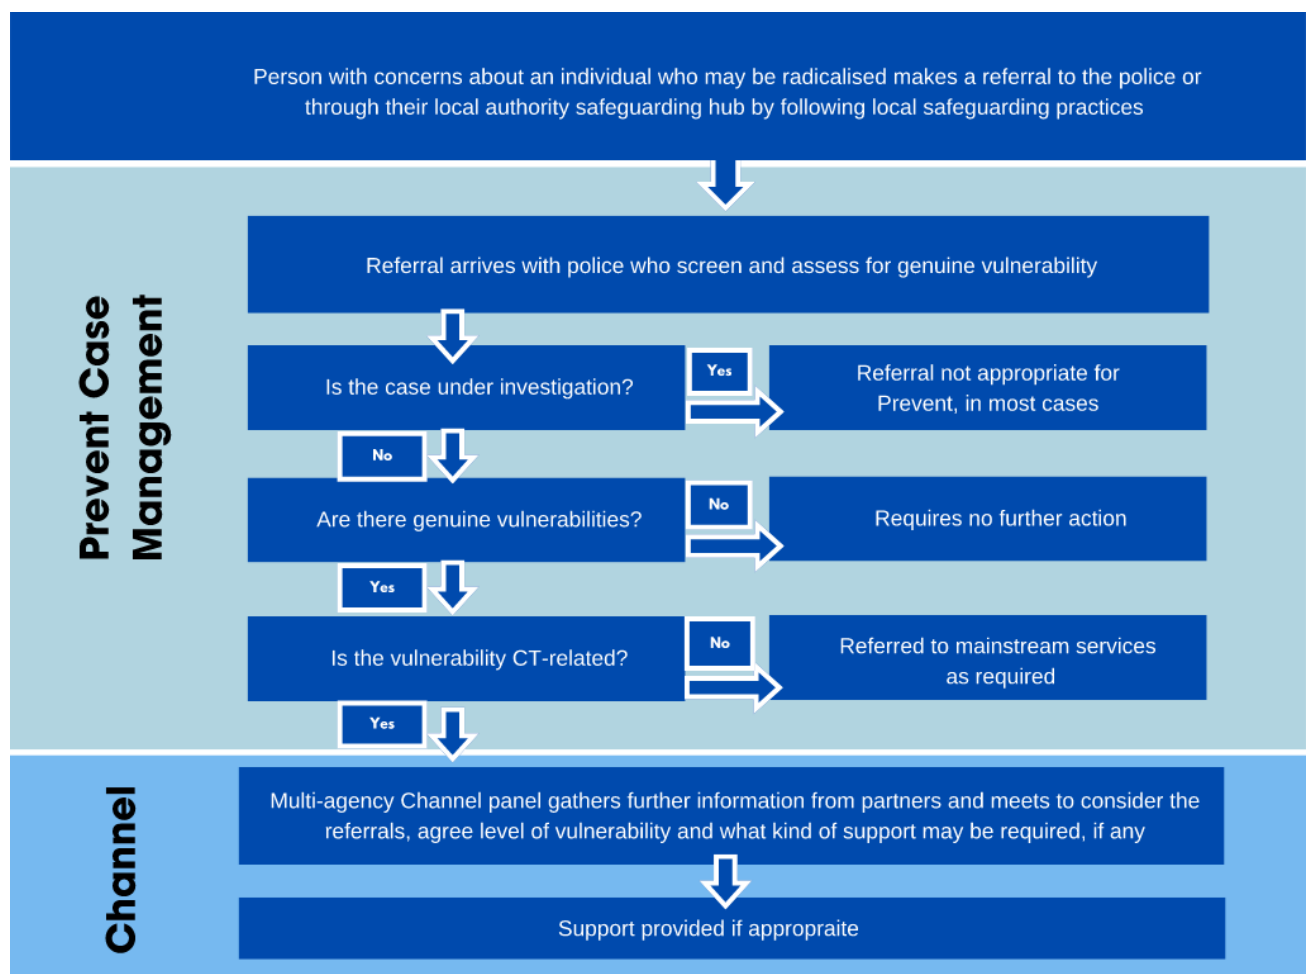 Person with concerns about an individual who may be radicalised makes a referral to the police or
through their local authority safeguarding hub by following local safeguarding practices
Prevent Case
Management
Referral arrives with police who screen and assess for genuine vulnerability
Is the case under investigation?
Yes
Referral not appropriate for
Prevent, in most cases
No
Are there genuine vulnerabilities?
No
Requires no further action
Yes
Is the vulnerability CT-related?
No
Referred to mainstream services
as required
Yes
Channel
Multi-agency Channel panel gathers further information from partners and meets to consider the
referrals, agree level of vulnerability and what kind of support may be required, if any
Support provided if appropraite